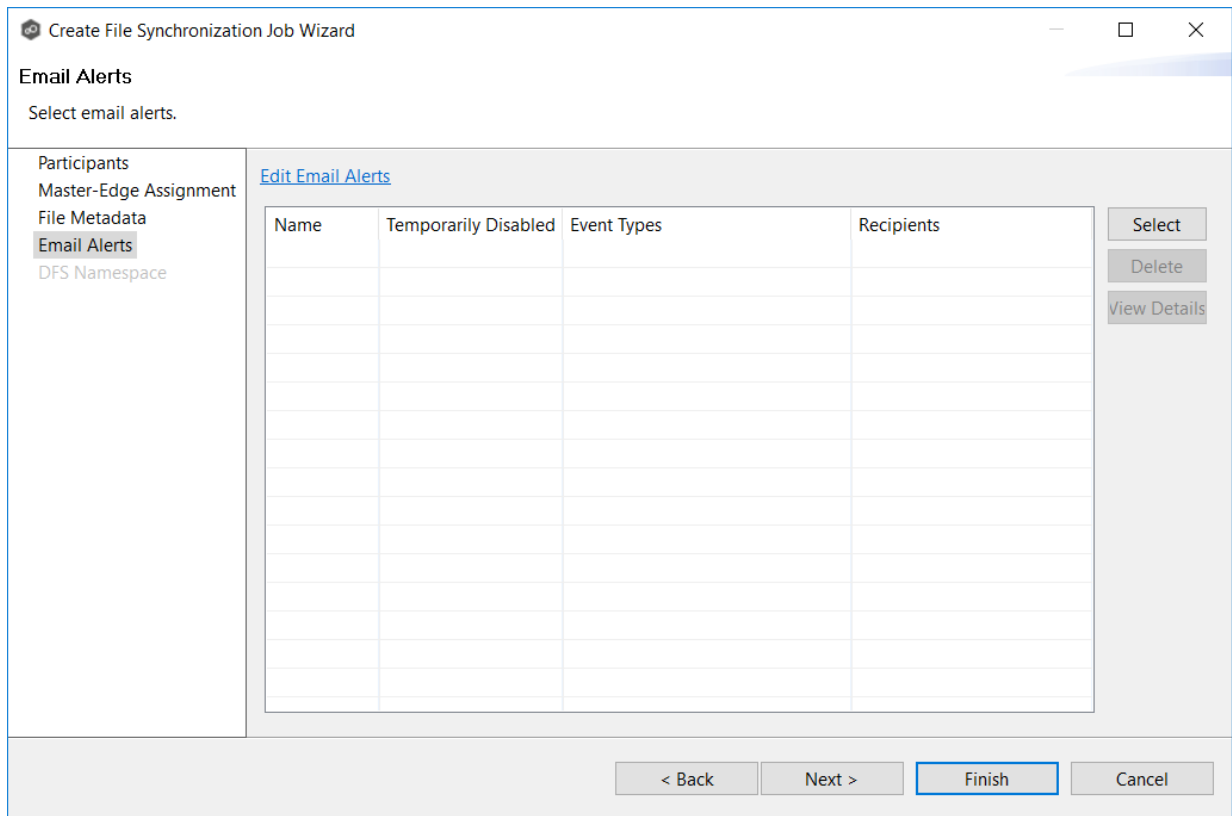 Create File Synchronization Job Wizard
Email Alerts
Select email alerts.
Participants
Master-Edge Assignment
File Metadata
Email Alerts
DFS Namespace
Edit Email Alerts
Name Temporarily Disabled Event Types Recipients
Select
Delete
View Details
< Back Next > Finish Cancel